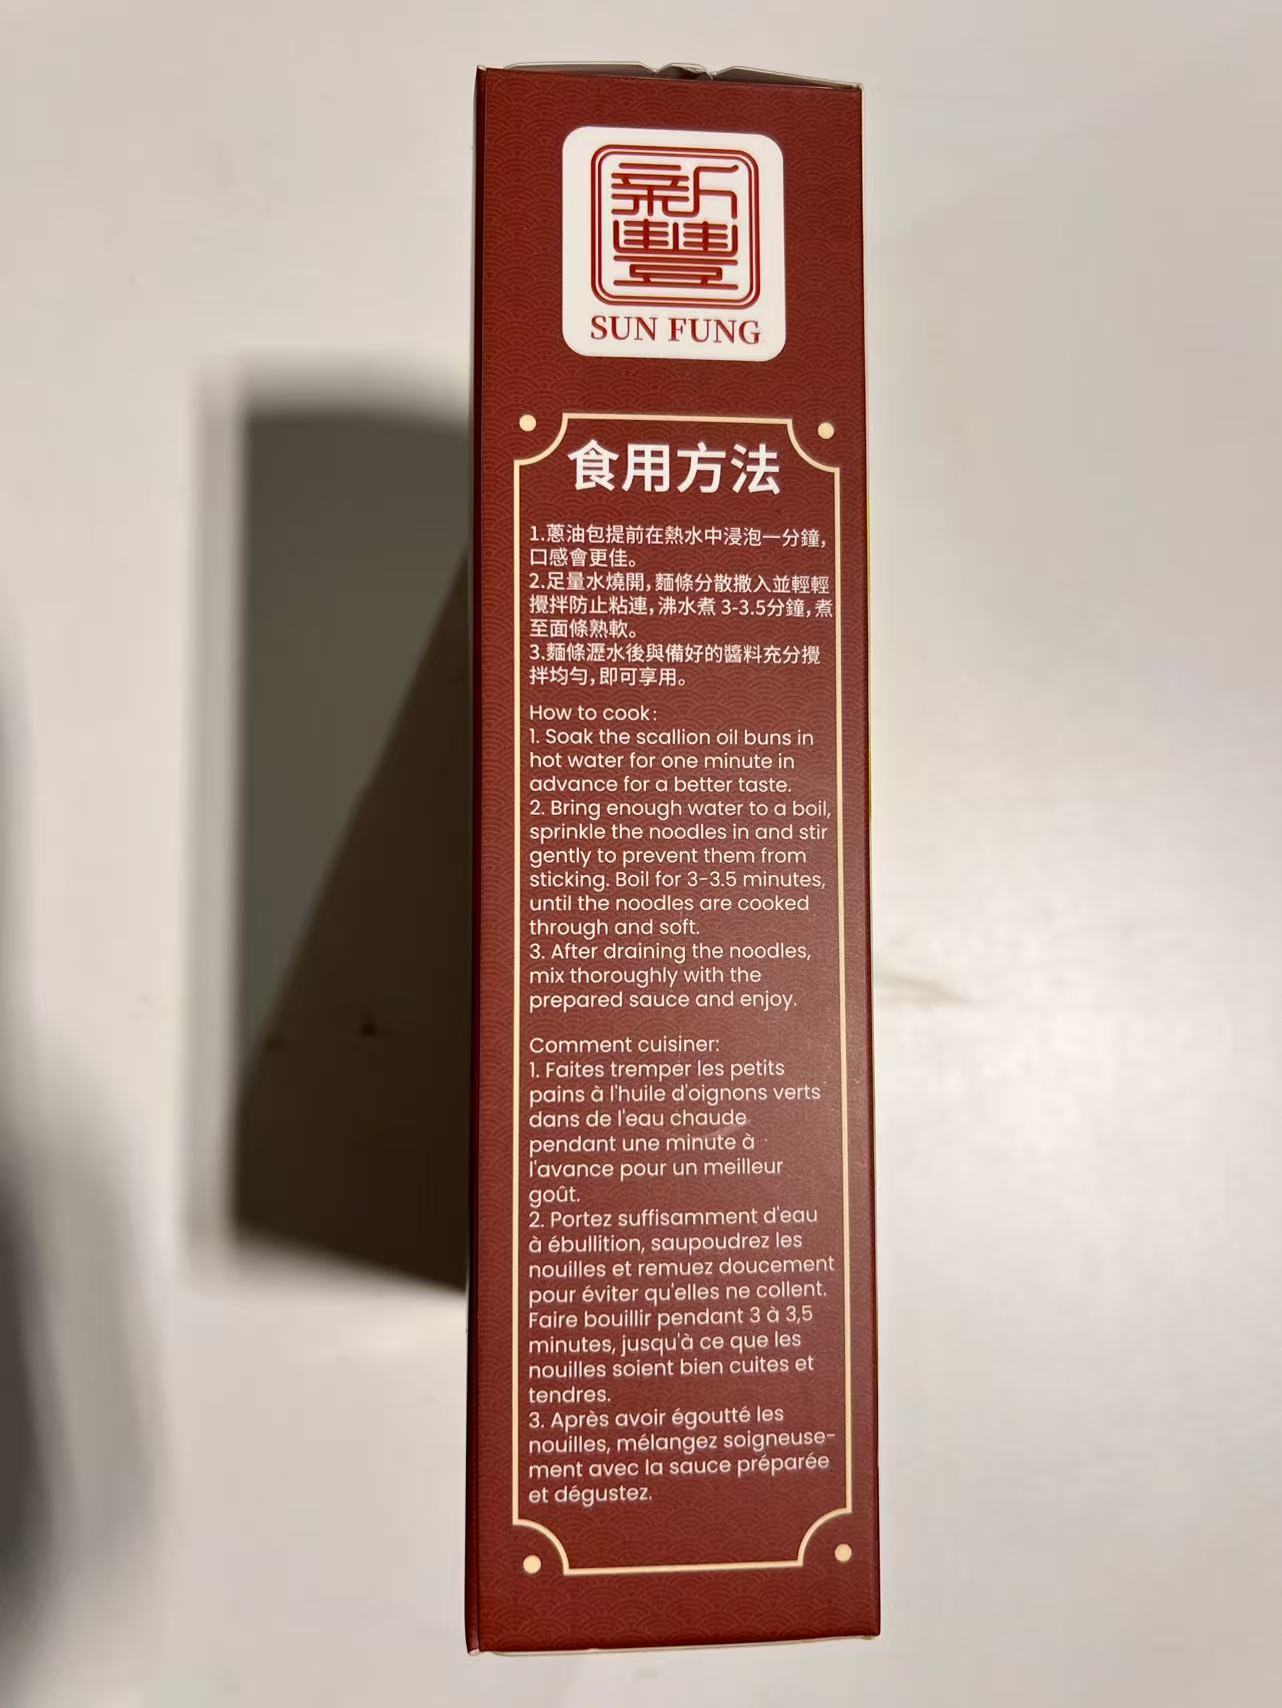 新
豐
SUN FUNG
食用方法
1.蔥油包提前在熱水中浸泡一分鐘,
口感會更佳。
2.足量水燒開,麵條分散撒入並輕輕
攪拌防止粘連,沸水煮 3-3.5分鐘,煮
至面條熟軟。
3.麵條瀝水後與備好的醬料充分攪
拌均勻,即可享用。
How to cook:
1. Soak the scallion oil buns in
hot water for one minute in
advance for a better taste.
2. Bring enough water to a boil,
sprinkle the noodles in and stir
gently to prevent them from
sticking. Boil for 3-3.5 minutes,
until the noodles are cooked
through and soft.
3. After draining the noodles,
mix thoroughly with the
prepared sauce and enjoy.
Comment cuisiner:
1. Faites tremper les petits
pains à l'huile d'oignons verts
dans de l'eau chaude
pendant une minute à
l'avance pour un meilleur
goût.
2. Portez suffisamment d'eau
à ébullition, saupoudrez les
nouilles et remuez doucement
pour éviter qu'elles ne collent.
Faire bouillir pendant 3 à 3,5
minutes, jusqu'à ce que les
nouilles soient bien cuites et
tendres.
3. Après avoir égoutté les
nouilles, mélangez soigneuse-
ment avec la sauce préparée
et dégustez.